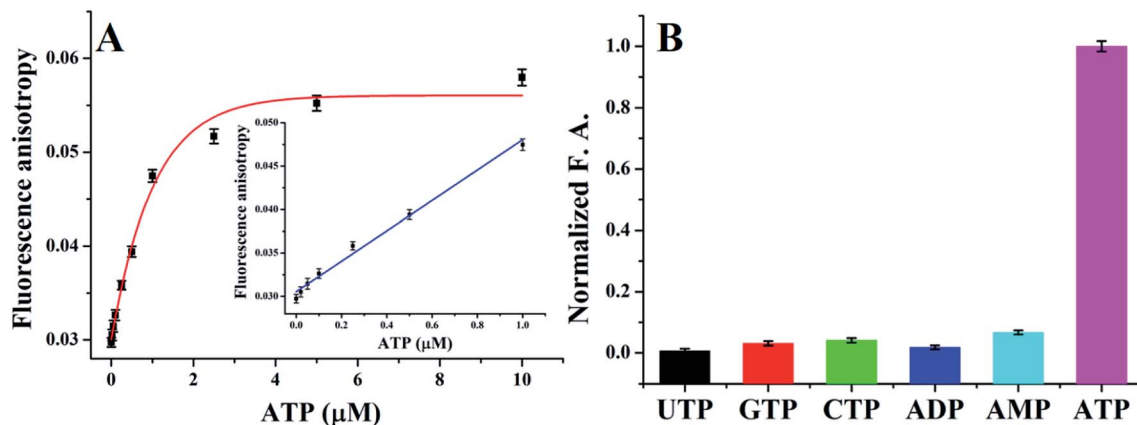 A
Fluorescence anisotropy
0.06
0.05
0.04
0.03
0 2 4 6 8 10
ATP (μM)
Fluorescence anisotropy
0.050
0.045
0.040
0.035
0.030
0.0 0.2 0.4 0.6 0.8 1.0
ATP (μM)
B
Normalized F. A.
1.0
0.8
0.6
0.4
0.2
0.0
UTP GTP CTP ADP AMP ATP